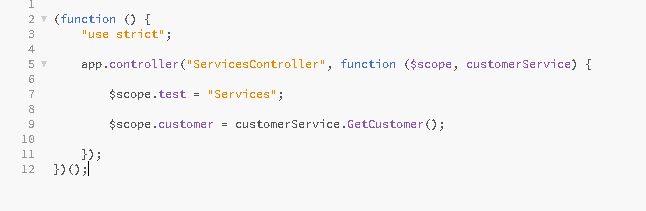 1
2 (function () {
3 "use strict";
4
5 app.controller("ServicesController", function ($scope, customerService) {
6
7 $scope.test = "Services";
8
9 $scope.customer = customerService.GetCustomer();
10
11 });
12 })();